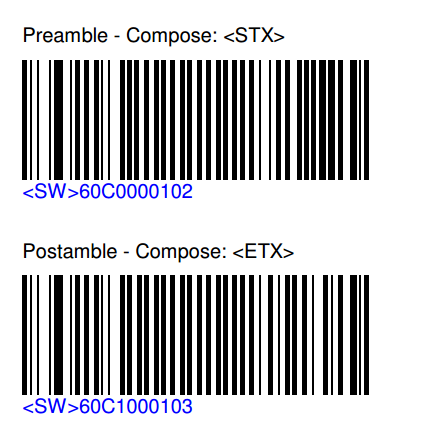 Preamble - Compose: <STX>
<SW>60C0000102
Postamble - Compose: <ETX>
<SW>60C1000103